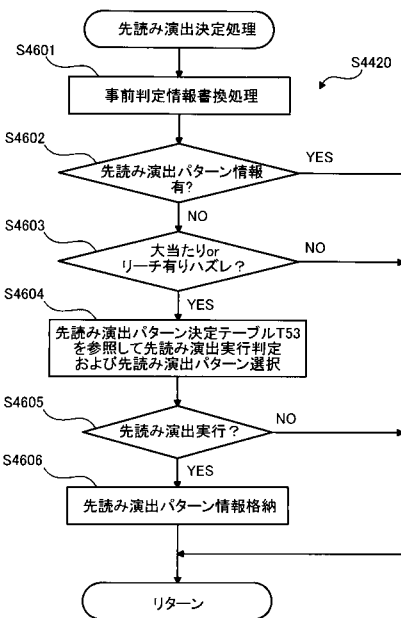 先読み演出決定処理
S4601
S4420
事前判定情報書換処理
S4602
先読み演出パターン情報
有?
YES
NO
S4603
大当たりor
リーチ有りハズレ?
NO
YES
S4604
先読み演出パターン決定テーブルT53
を参照して先読み演出実行判定
および先読み演出パターン選択
S4605
先読み演出実行?
NO
YES
S4606
先読み演出パターン情報格納
リターン